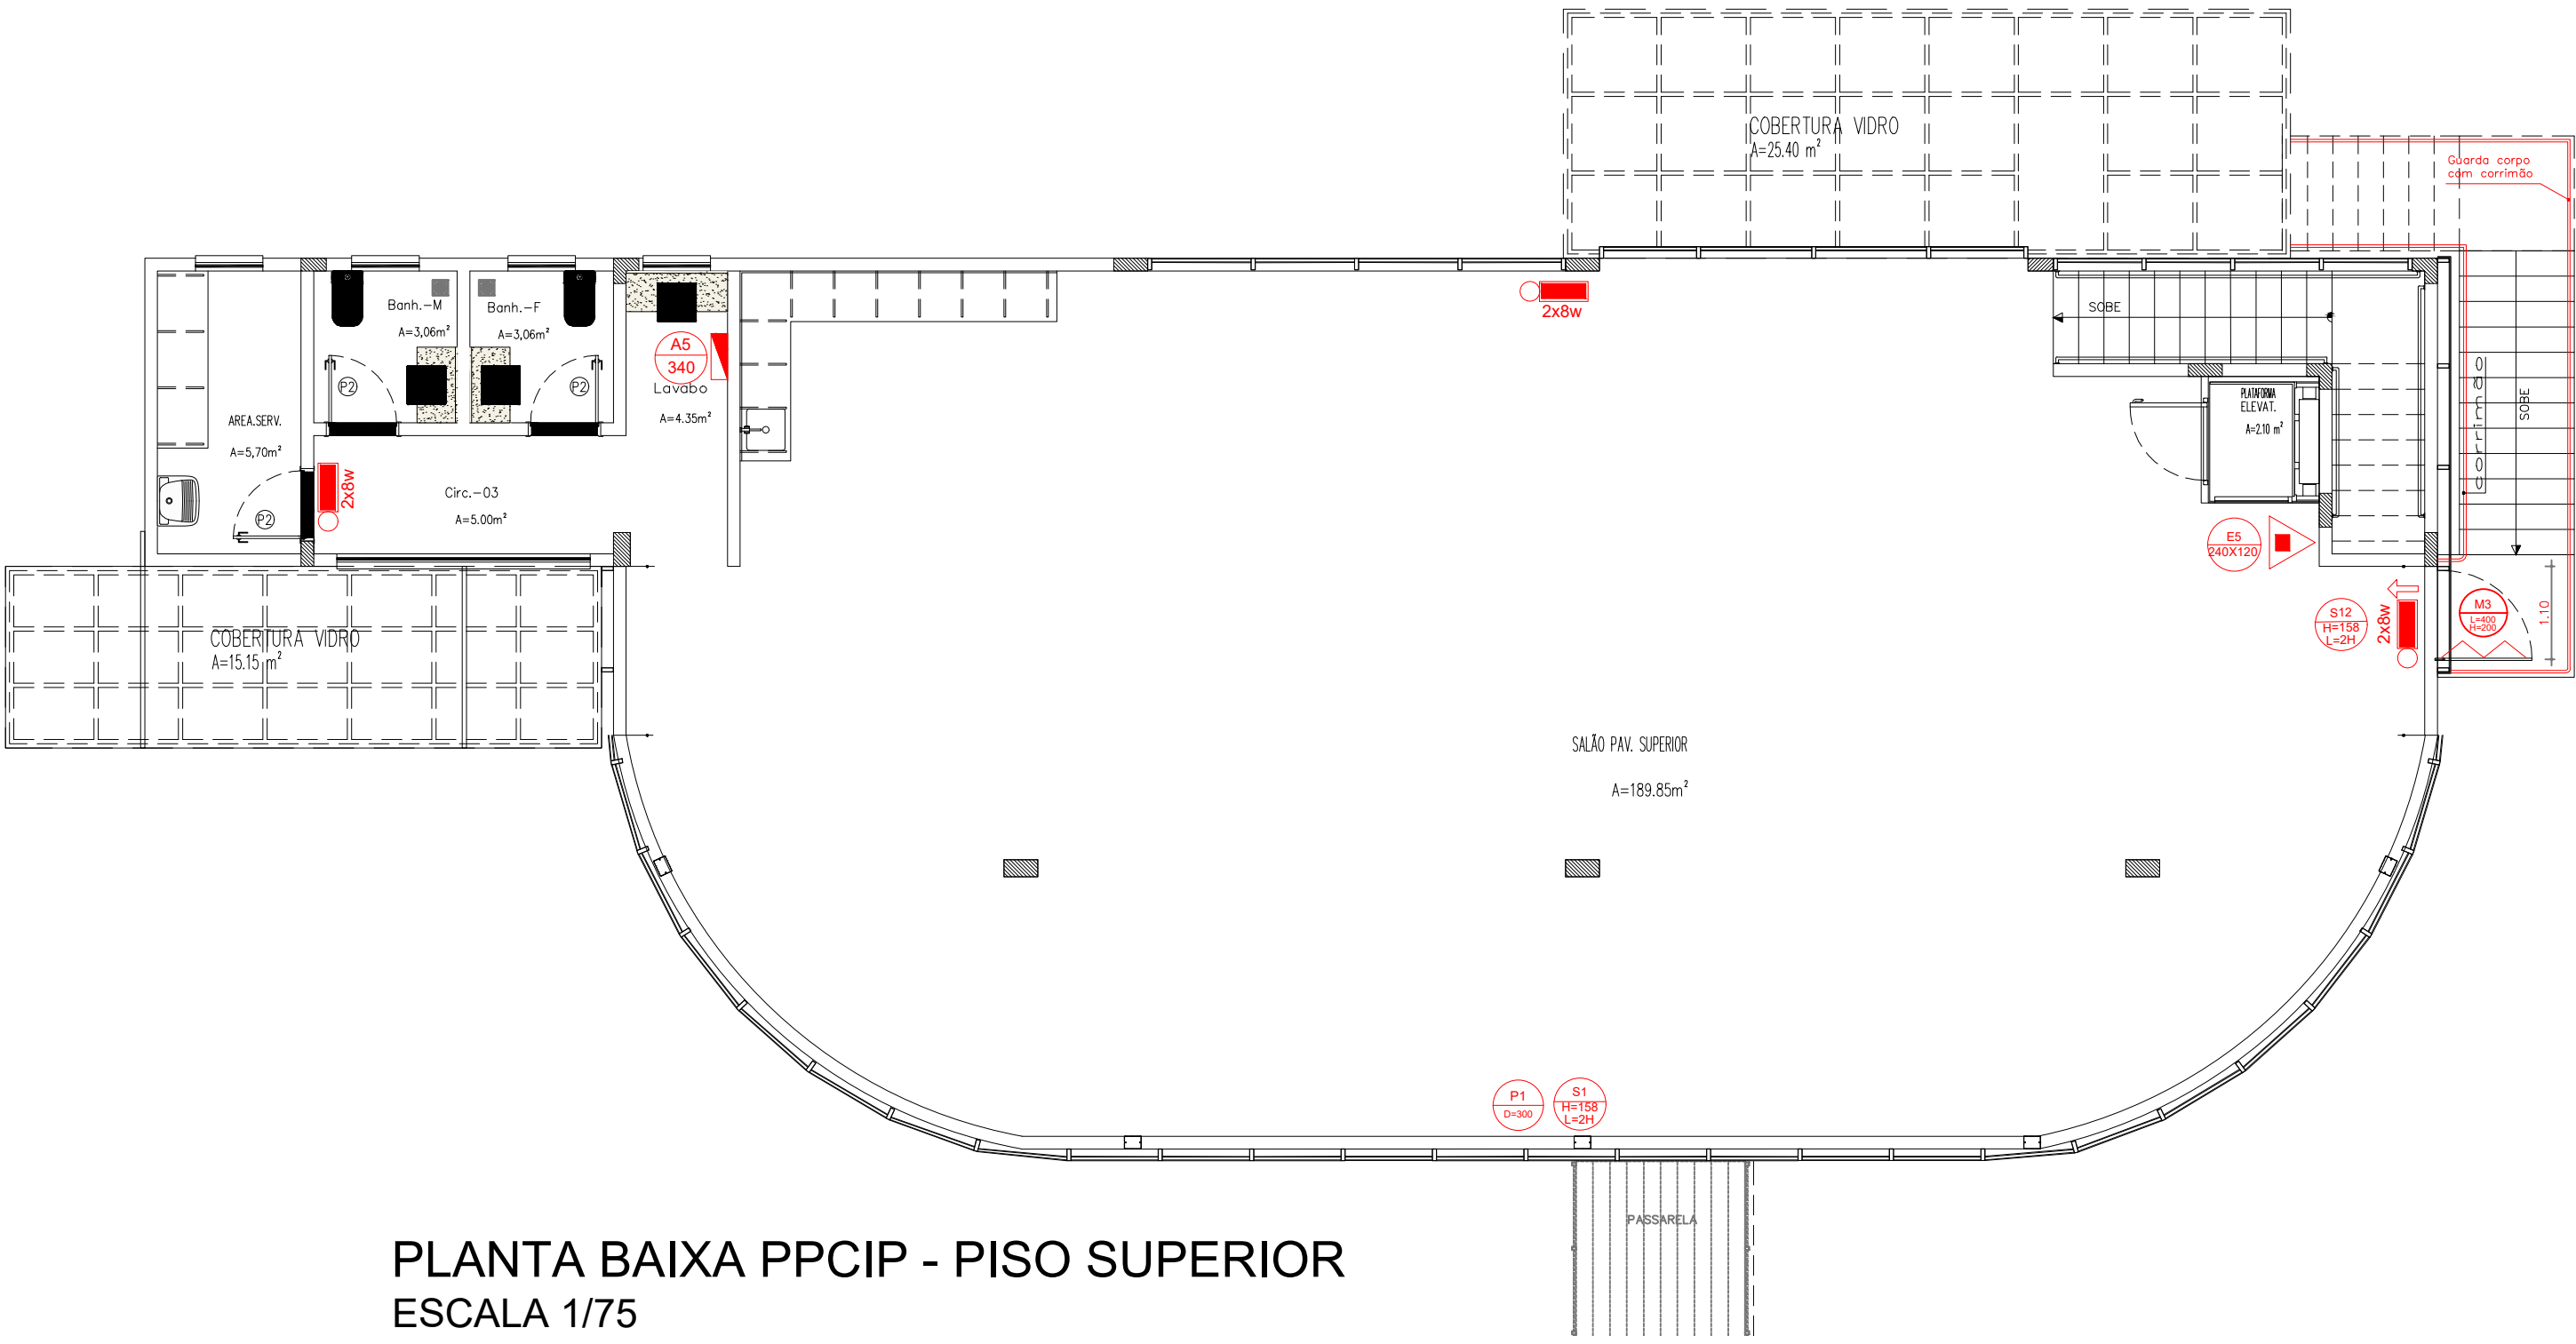 COBERTURA VIDRO
A=25.40 m²
Guarda corpo
com corrimão
Banh.-M
A=3,06m²
Banh.-F
A=3,06m²
P2
P2
A5
340
Lavabo
A=4.35m²
2x8w
SOBE
PLATAFORMA
ELEVAT.
A=2.10 m²
corrimão
SOBE
AREA.SERV.
A=5,70m²
P2
2x8w
Circ.-03
A=5.00m²
E5
240X120
S12
H=158
L=2H
2x8w
M3
L=400
H=200
1.10
COBERTURA VIDRO
A=15.15 m²
SALÃO PAV. SUPERIOR
A=189.85m²
P1
D=300
S1
H=158
L=2H
PASSARELA
PLANTA BAIXA PPCIP - PISO SUPERIOR
ESCALA 1/75